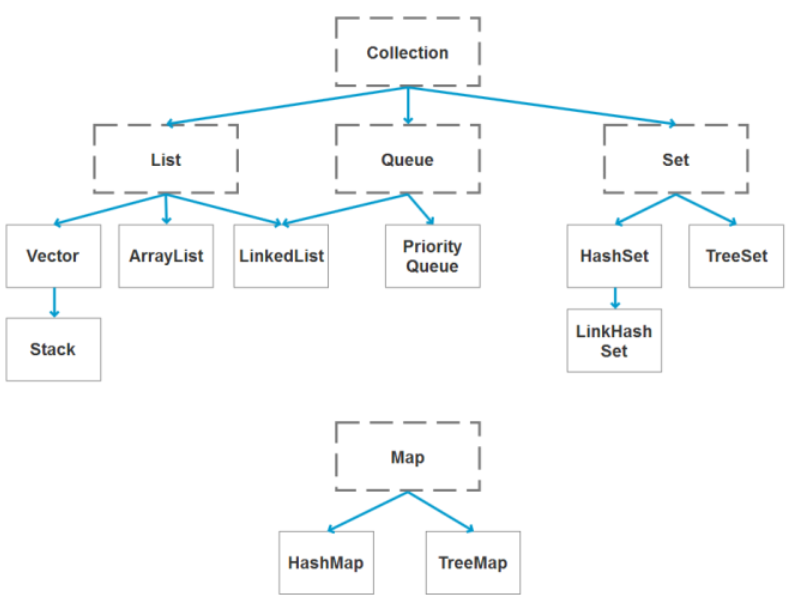 Collection
List
Queue
Set
Vector
ArrayList
LinkedList
Priority
Queue
HashSet
TreeSet
Stack
LinkHash
Set
Map
HashMap
TreeMap